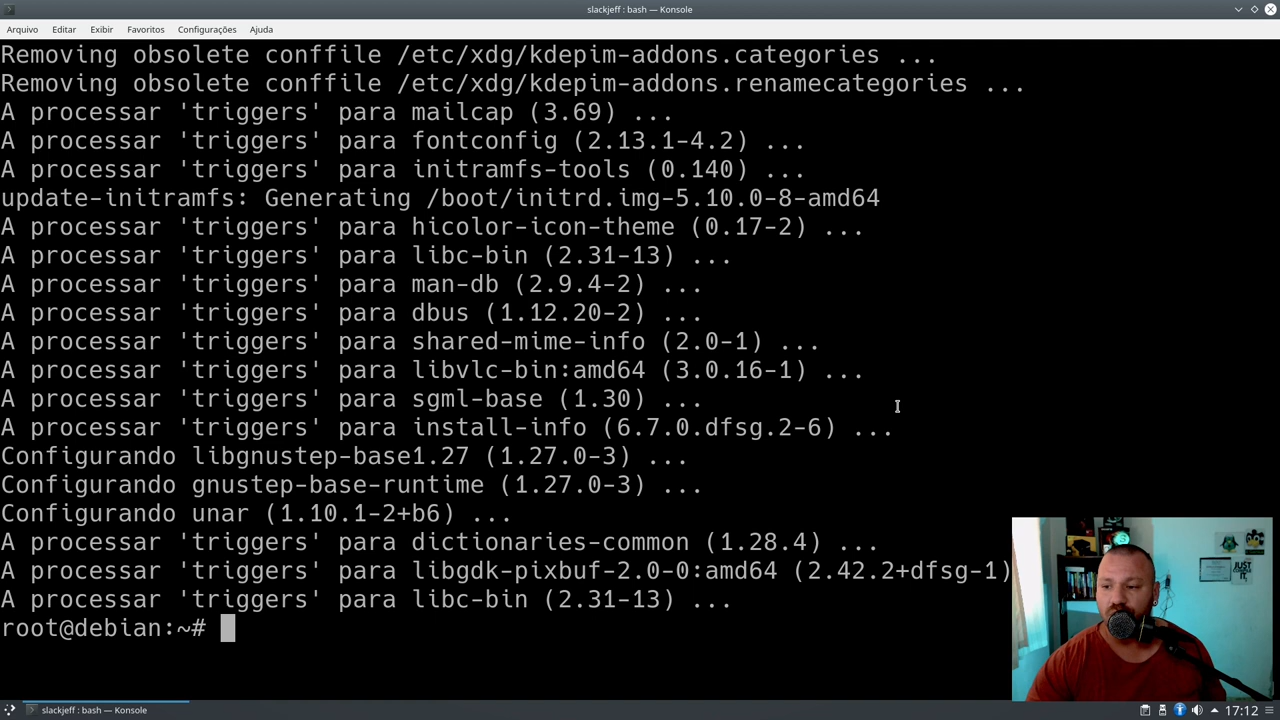 slackjeff : bash — Konsole
Arquivo Editar Exibir Favoritos Configurações Ajuda
Removing obsolete conffile /etc/xdg/kdepim-addons.categories ...
Removing obsolete conffile /etc/xdg/kdepim-addons.renamecategories ...
A processar 'triggers' para mailcap (3.69) ...
A processar 'triggers' para fontconfig (2.13.1-4.2) ...
A processar 'triggers' para initramfs-tools (0.140) ...
update-initramfs: Generating /boot/initrd.img-5.10.0-8-amd64
A processar 'triggers' para hicolor-icon-theme (0.17-2) ...
A processar 'triggers' para libc-bin (2.31-13) ...
A processar 'triggers' para man-db (2.9.4-2) ...
A processar 'triggers' para dbus (1.12.20-2) ...
A processar 'triggers' para shared-mime-info (2.0-1) ...
A processar 'triggers' para libvlc-bin:amd64 (3.0.16-1) ...
A processar 'triggers' para sgml-base (1.30) ...
A processar 'triggers' para install-info (6.7.0.dfsg.2-6) ...
Configurando libgnustep-base1.27 (1.27.0-3) ...
Configurando gnustep-base-runtime (1.27.0-3) ...
Configurando unar (1.10.1-2+b6) ...
A processar 'triggers' para dictionaries-common (1.28.4) ...
A processar 'triggers' para libgdk-pixbuf-2.0-0:amd64 (2.42.2+dfsg-1)
A processar 'triggers' para libc-bin (2.31-13) ...
root@debian:~#
JUST
IT
slackjeff : bash — Konsole
17:12